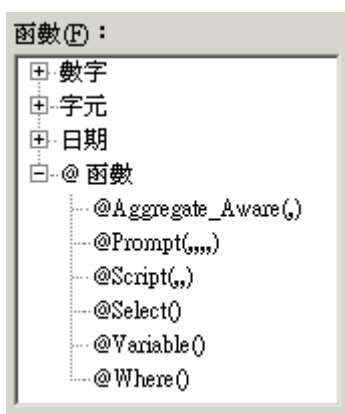 函數(F)：
數字
字元
日期
@ 函數
@Aggregate_Aware(,)
@Prompt(,,,,)
@Script(,,)
@Select()
@Variable()
@Where()